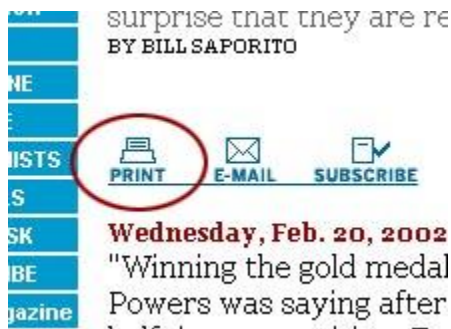 surprise that they are re
BY BILL SAPORITO
NE
E
ISTS
LS
SK
IBE
gazine
PRINT
E-MAIL
SUBSCRIBE
Wednesday, Feb. 20, 2002
"Winning the gold medal
Powers was saying after